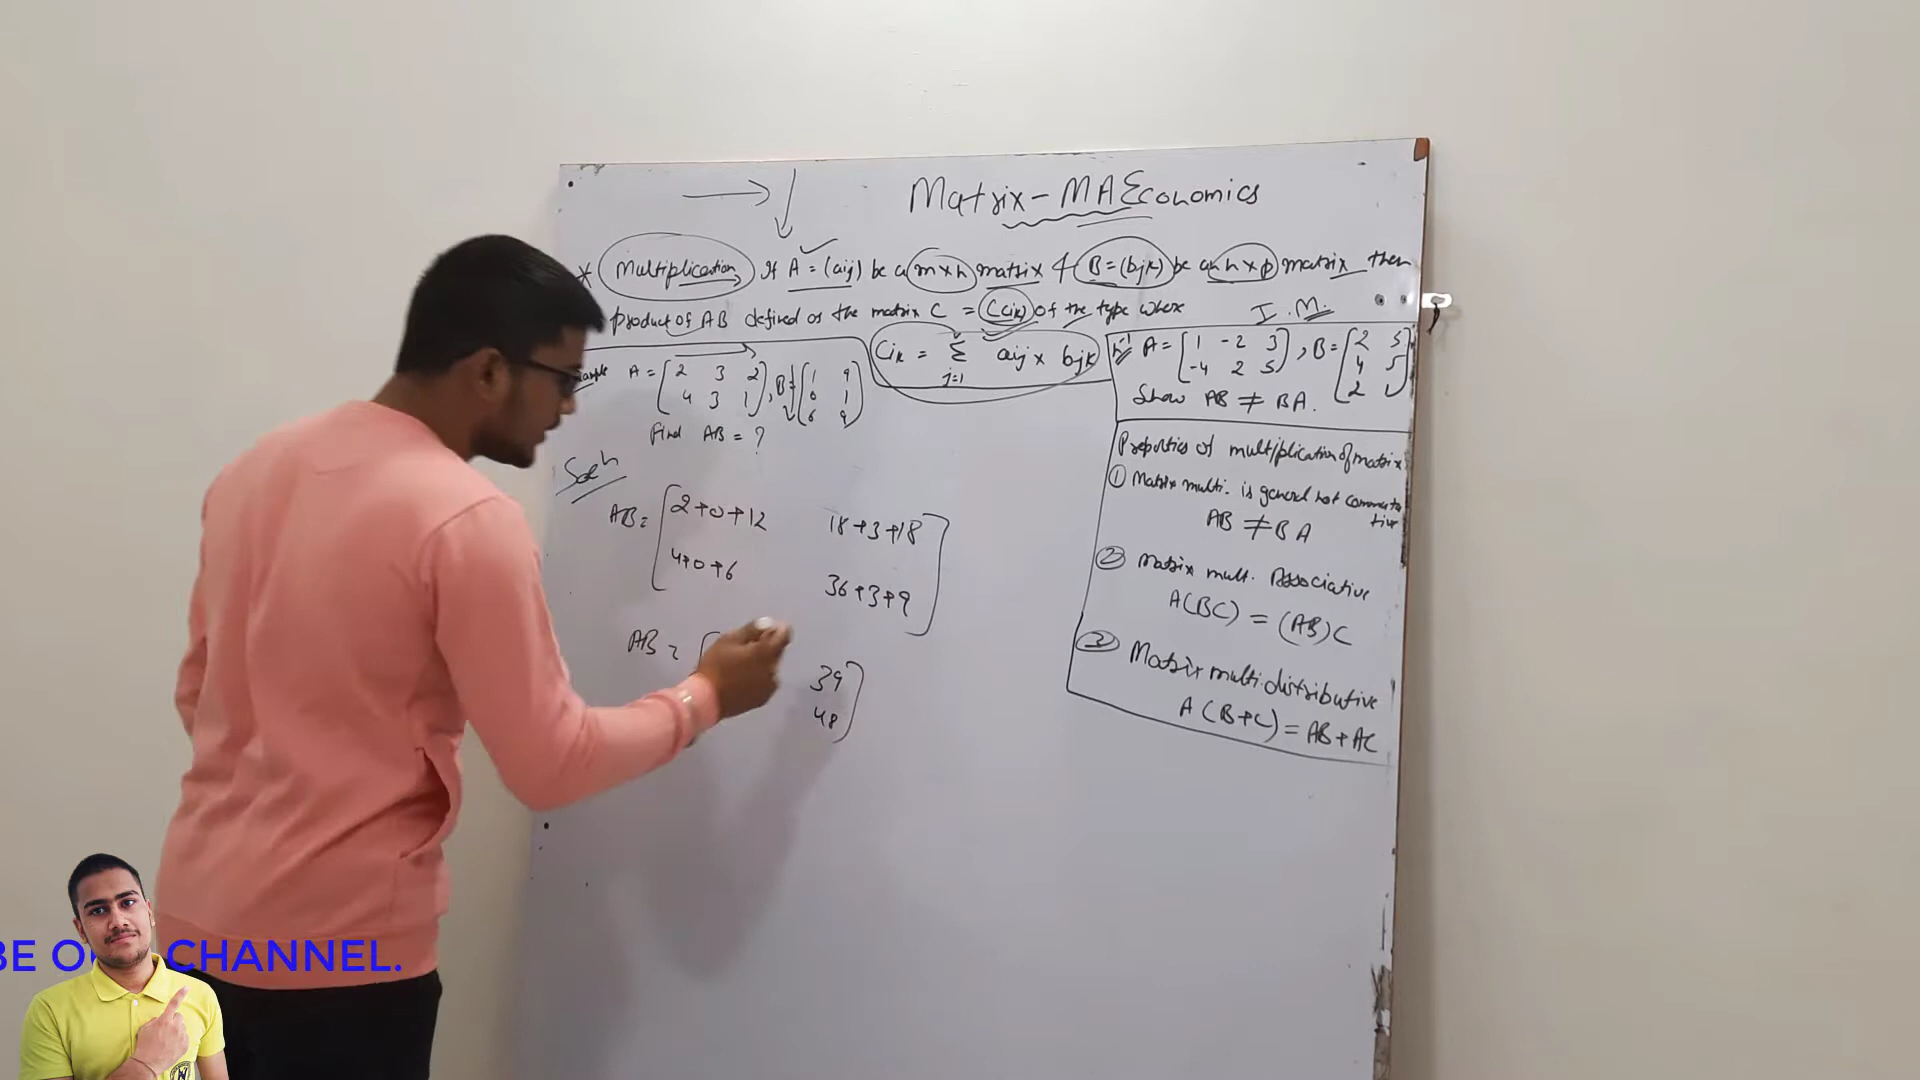 Matrix - MA Economics
* Multiplication If A = (aij) be a m x n matrix & B = (bjk) be an n x p matrix then
product of AB defined as the matrix C = (Cik) of the type where
I.M.
Cik = Σ aij x bjk
j=1
A = [ 1 -2 3 ], B = [ 2 5
-4 2 5 4 5
2 1 ]
Show AB ≠ BA.
Example A = [ 2 3 2 ], B = [ 1 9
4 3 1 0 1
6 9 ]
Find AB = ?
Soln
AB = [ 2+0+12 18+3+18
4+0+6 36+3+9 ]
AB = [ 39
48 ]
Properties of multiplication of matrix
① Matrix multi. is general not commuta
tive
AB ≠ BA
② Matrix mult. Associative
A(BC) = (AB)C
③ Matrix multi distributive
A(B+C) = AB+AC
CHANNEL.